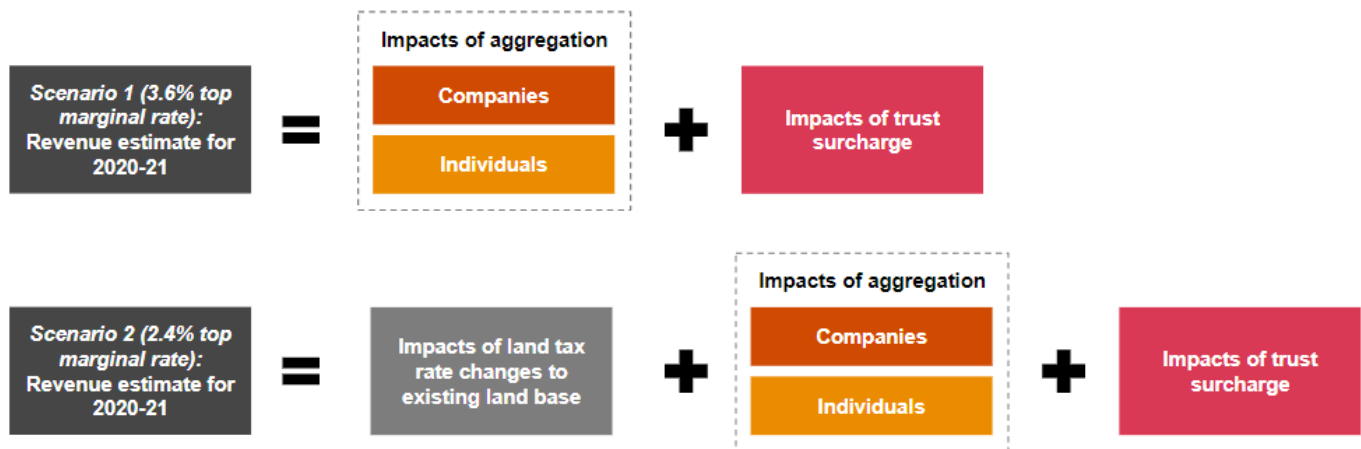 Impacts of aggregation
Scenario 1 (3.6% top
marginal rate):
Revenue estimate for
2020-21
=
Companies
Individuals
+
Impacts of trust
surcharge
Scenario 2 (2.4% top
marginal rate):
Revenue estimate for
2020-21
=
Impacts of land tax
rate changes to
existing land base
+
Impacts of aggregation
Companies
Individuals
+
Impacts of trust
surcharge